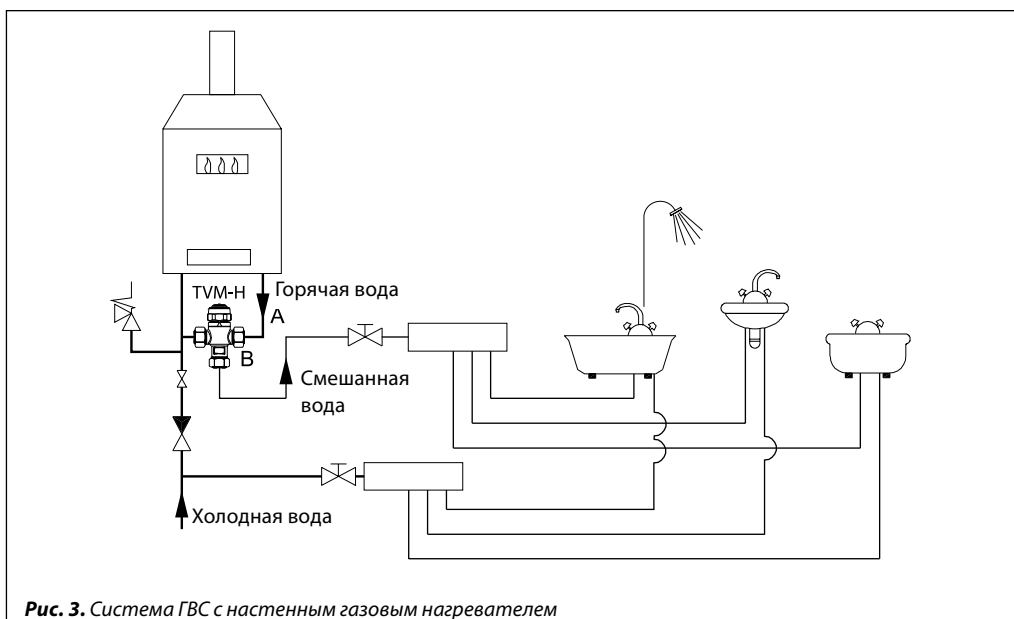 TVM-H
Горячая вода
A
B
Смешанная
вода
Холодная вода
Рис. 3. Система ГВС с настенным газовым нагревателем